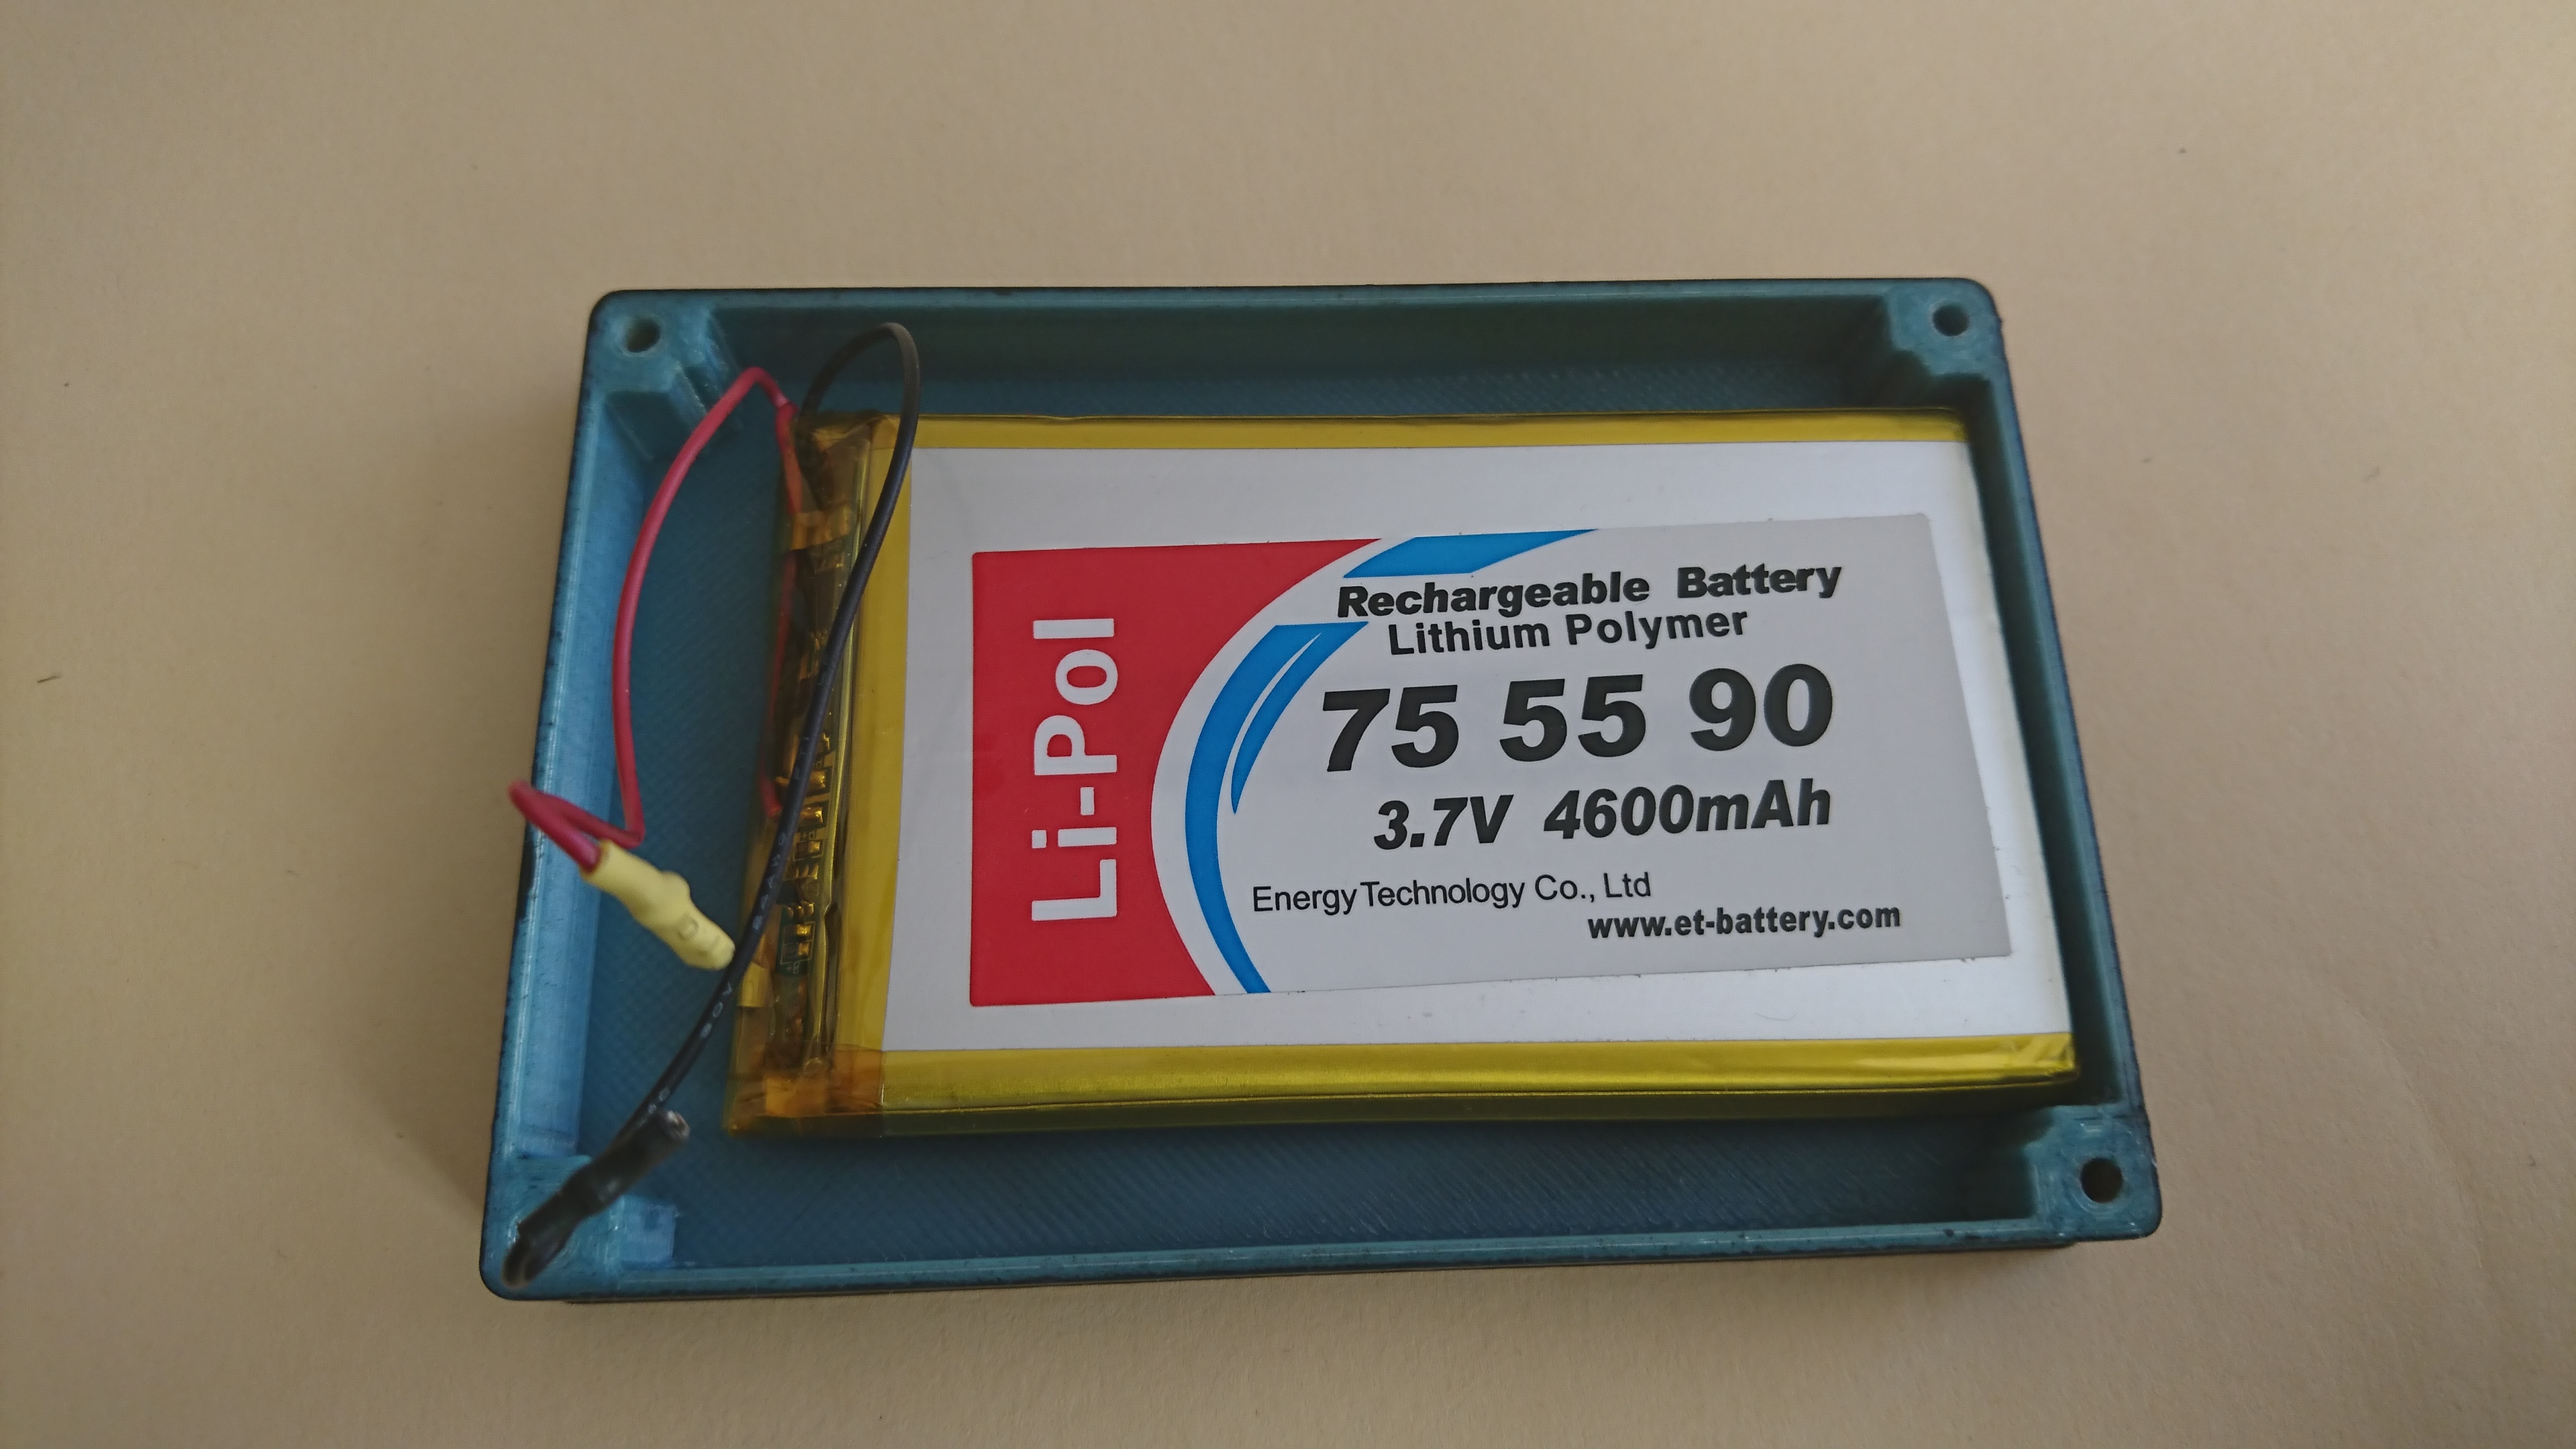 Li-Pol
Rechargeable Battery
Lithium Polymer
75 55 90
3.7V 4600mAh
Energy Technology Co., Ltd
www.et-battery.com